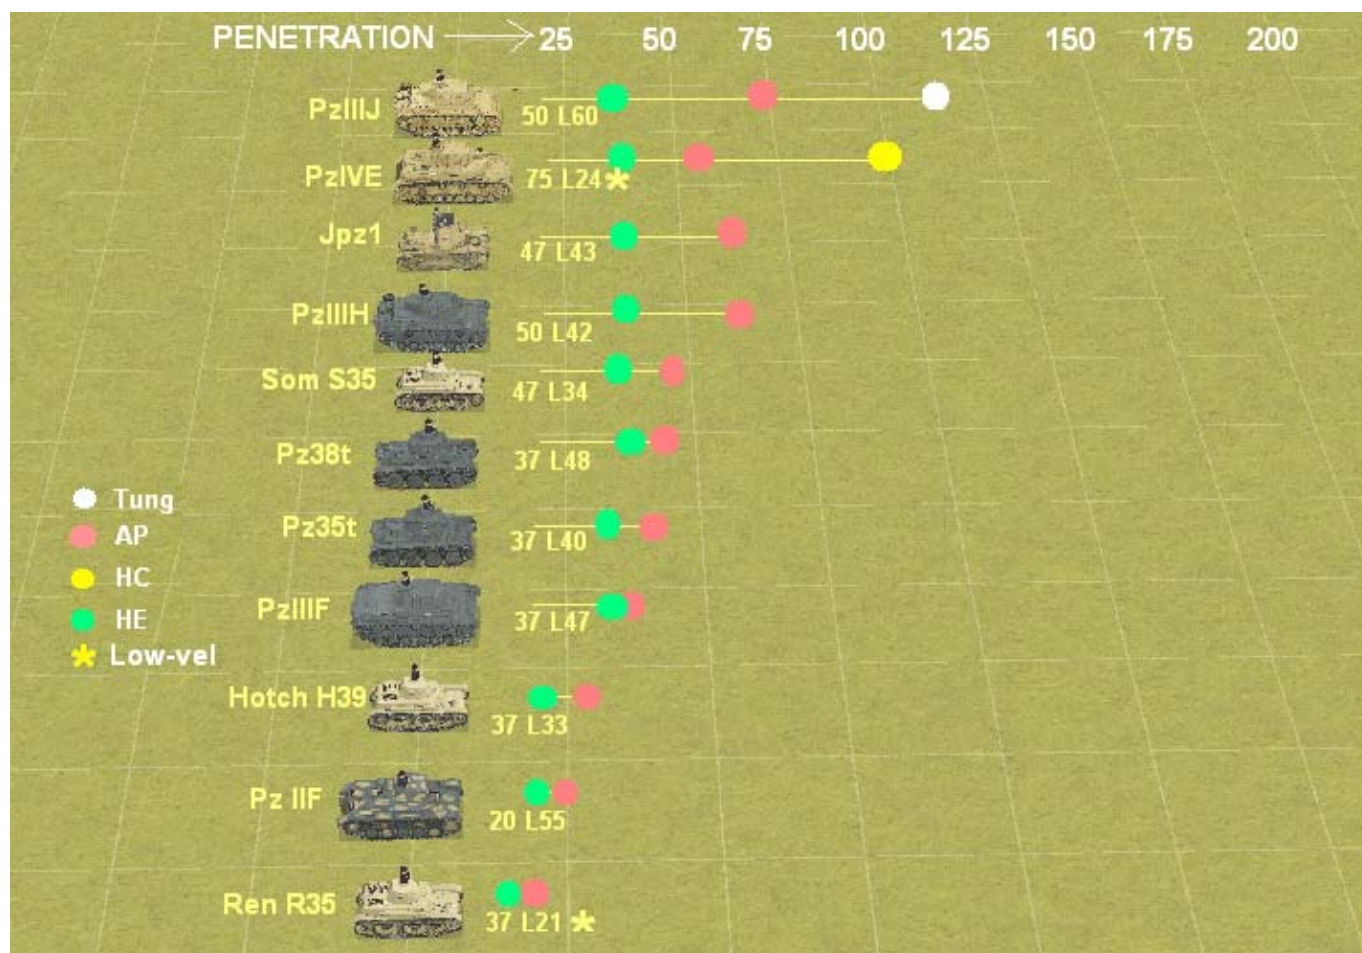 PENETRATION 25 50 75 100 125 150 175 200
PzIIIJ
50 L60
PzIVE
75 L24*
Jpz1
47 L43
PzIIIH
50 L42
Som S35
47 L34
Pz38t
37 L48
Pz35t
37 L40
PzIIIF
37 L47
Hotch H39
37 L33
Pz IIF
20 L55
Ren R35
37 L21 *
Tung
AP
HC
HE
* Low-vel